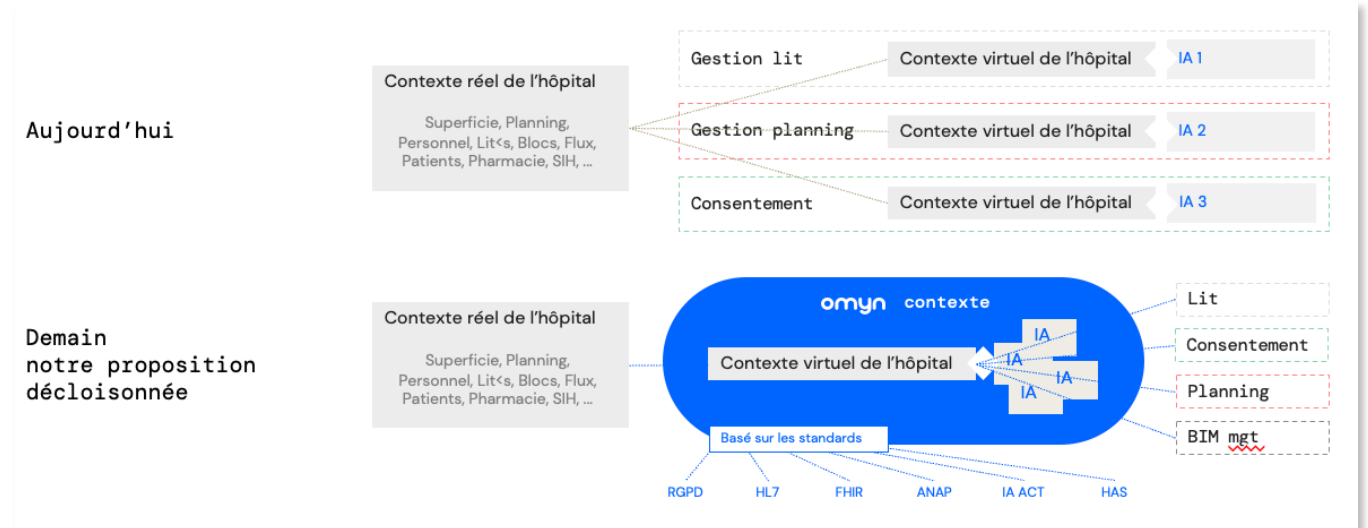 Aujourd'hui
Contexte réel de l'hôpital
Superficie, Planning,
Personnel, Lit<s, Blocs, Flux,
Patients, Pharmacie, SIH, ...
Gestion lit
Contexte virtuel de l'hôpital
IA 1
Gestion planning
Contexte virtuel de l'hôpital
IA 2
Consentement
Contexte virtuel de l'hôpital
IA 3
Demain
notre proposition
décloisonnée
Contexte réel de l'hôpital
Superficie, Planning,
Personnel, Lit<s, Blocs, Flux,
Patients, Pharmacie, SIH, ...
omyn contexte
Contexte virtuel de l'hôpital
IA
IA
IA
IA
Basé sur les standards
RGPD
HL7
FHIR
ANAP
IA ACT
HAS
Lit
Consentement
Planning
BIM mgt